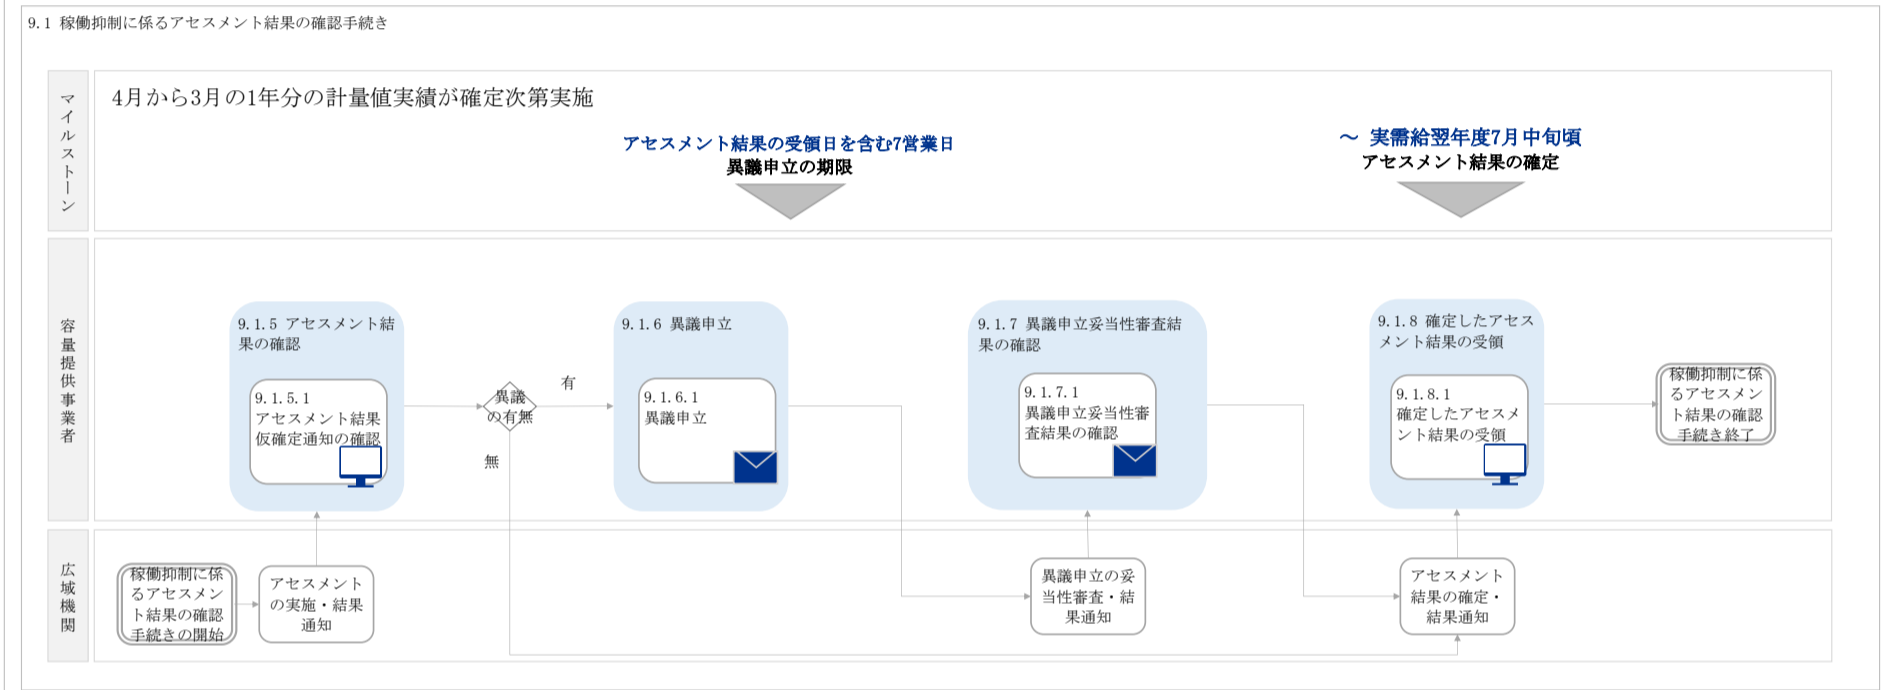 9.1 稼働抑制に係るアセスメント結果の確認手続き
マイルストーン
4月から3月の1年分の計量値実績が確定次第実施
アセスメント結果の受領日を含む7営業日
異議申立の期限
～ 実需給翌年度7月中旬頃
アセスメント結果の確定
容量提供事業者
9.1.5 アセスメント結
果の確認
9.1.5.1
アセスメント結果
仮確定通知の確認
異議
の有無
有
無
9.1.6 異議申立
9.1.6.1
異議申立
9.1.7 異議申立妥当性審査結
果の確認
9.1.7.1
異議申立妥当性審
査結果の確認
9.1.8 確定したアセス
メント結果の受領
9.1.8.1
確定したアセスメ
ント結果の受領
稼働抑制に係
るアセスメン
ト結果の確認
手続き終了
広域機関
稼働抑制に係
るアセスメン
ト結果の確認
手続きの開始
アセスメント
の実施・結果
通知
異議申立の妥
当性審査・結
果通知
アセスメント
結果の確定・
結果通知